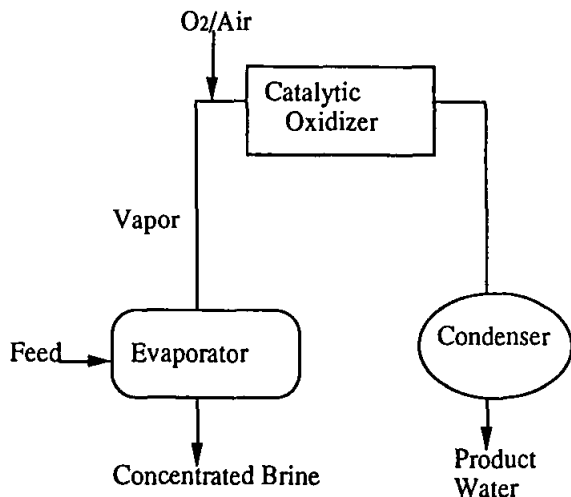 O2/Air
Catalytic
Oxidizer
Vapor
Feed
Evaporator
Condenser
Concentrated Brine
Product
Water